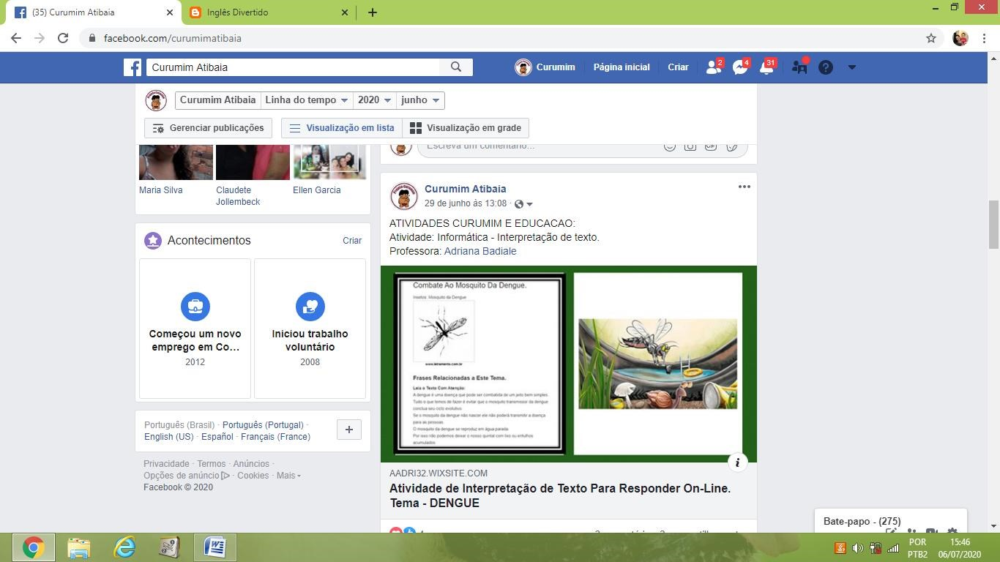 (35) Curumim Atibaia
Inglês Divertido
facebook.com/curumimatibaia
Curumim Atibaia
Curumim
Página inicial
Criar
2
4
31
Curumim Atibaia
Linha do tempo
2020
junho
Gerenciar publicações
Visualização em lista
Visualização em grade
Escreva um comentário...
GIF
Maria Silva
Claudete
Jollembeck
Ellen Garcia
Acontecimentos
Criar
Começou um novo
emprego em Co...
2012
Iniciou trabalho
voluntário
2008
Português (Brasil) · Português (Portugal) ·
English (US) · Español · Français (France)
Privacidade · Termos · Anúncios ·
Opções de anúncio · Cookies · Mais
Facebook © 2020
Curumim Atibaia
29 de junho às 13:08 ·
ATIVIDADES CURUMIM E EDUCACAO:
Atividade: Informática - Interpretação de texto.
Professora: Adriana Badiale
Combate Ao Mosquito Da Dengue.
Insetos: Mosquito da Dengue
Frases Relacionadas a Este Tema.
Leia o Texto Com Atenção:
A dengue é uma doença que pode ser combatida de um jeito bem simples.
Tudo o que temos de fazer é evitar que o mosquito transmissor da dengue
conclua seu ciclo evolutivo.
Se o mosquito da dengue não nascer ele não poderá transmitir a doença
para as pessoas.
O mosquito da dengue se reproduz em água parada.
Por isso não podemos deixar o nosso quintal com lixo ou entulhos
acumulados.
AADRI32.WIXSITE.COM
Atividade de Interpretação de Texto Para Responder On-Line.
Tema - DENGUE
Bate-papo - (275)
POR
PTB2
15:46
06/07/2020